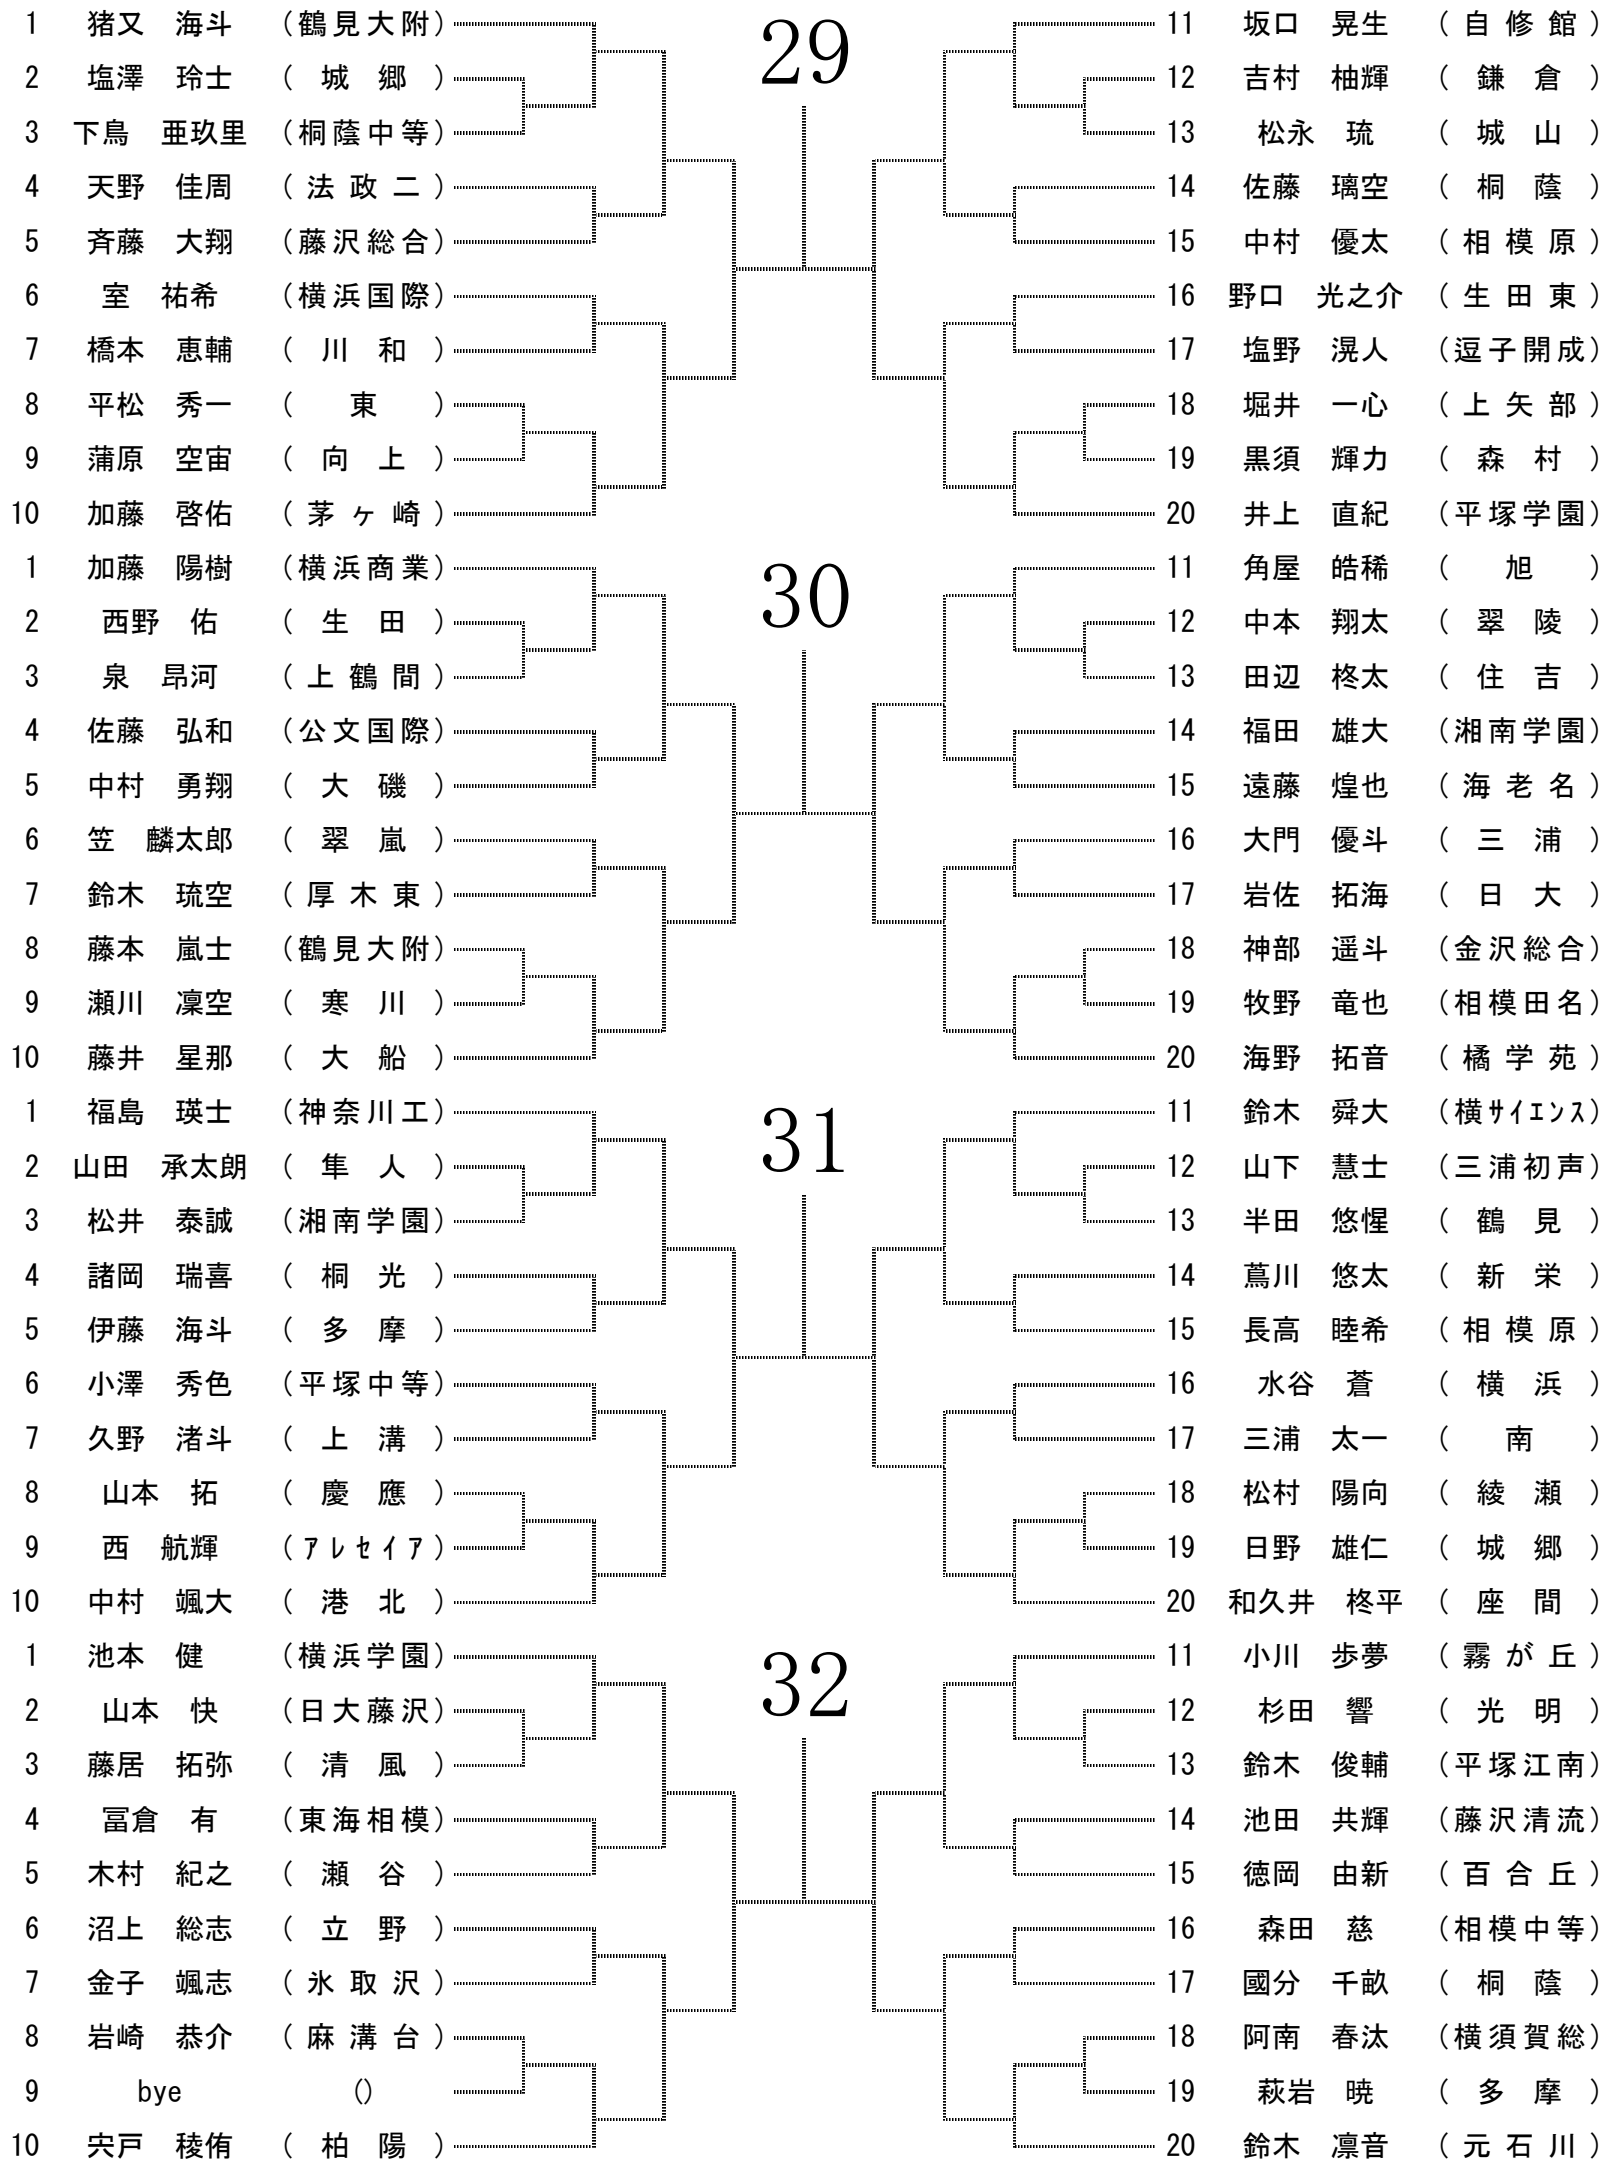 29
1 猪又 海斗 (鶴見大附)
2 塩澤 玲士 (城郷)
3 下鳥 亜玖里 (桐蔭中等)
4 天野 佳周 (法政二)
5 斉藤 大翔 (藤沢総合)
6 室 祐希 (横浜国際)
7 橋本 恵輔 (川和)
8 平松 秀一 (東)
9 蒲原 空宙 (向上)
10 加藤 啓佑 (茅ヶ崎)
11 坂口 晃生 (自修館)
12 吉村 柚輝 (鎌倉)
13 松永 琉 (城山)
14 佐藤 璃空 (桐蔭)
15 中村 優太 (相模原)
16 野口 光之介 (生田東)
17 塩野 滉人 (逗子開成)
18 堀井 一心 (上矢部)
19 黒須 輝力 (森村)
20 井上 直紀 (平塚学園)
30
1 加藤 陽樹 (横浜商業)
2 西野 佑 (生田)
3 泉 昂河 (上鶴間)
4 佐藤 弘和 (公文国際)
5 中村 勇翔 (大磯)
6 笠 麟太郎 (翠嵐)
7 鈴木 琉空 (厚木東)
8 藤本 嵐士 (鶴見大附)
9 瀬川 凜空 (寒川)
10 藤井 星那 (大船)
11 角屋 皓稀 (旭)
12 中本 翔太 (翠陵)
13 田辺 柊太 (住吉)
14 福田 雄大 (湘南学園)
15 遠藤 煌也 (海老名)
16 大門 優斗 (三浦)
17 岩佐 拓海 (日大)
18 神部 遥斗 (金沢総合)
19 牧野 竜也 (相模田名)
20 海野 拓音 (橘学苑)
31
1 福島 瑛士 (神奈川工)
2 山田 承太朗 (隼人)
3 松井 泰誠 (湘南学園)
4 諸岡 瑞喜 (桐光)
5 伊藤 海斗 (多摩)
6 小澤 秀色 (平塚中等)
7 久野 渚斗 (上溝)
8 山本 拓 (慶應)
9 西 航輝 (アレセイア)
10 中村 颯大 (港北)
11 鈴木 舜大 (横サイエンス)
12 山下 慧士 (三浦初声)
13 半田 悠惺 (鶴見)
14 蔦川 悠太 (新栄)
15 長高 睦希 (相模原)
16 水谷 蒼 (横浜)
17 三浦 太一 (南)
18 松村 陽向 (綾瀬)
19 日野 雄仁 (城郷)
20 和久井 柊平 (座間)
32
1 池本 健 (横浜学園)
2 山本 快 (日大藤沢)
3 藤居 拓弥 (清風)
4 冨倉 有 (東海相模)
5 木村 紀之 (瀬谷)
6 沼上 総志 (立野)
7 金子 颯志 (氷取沢)
8 岩崎 恭介 (麻溝台)
9 bye ()
10 宍戸 稜侑 (柏陽)
11 小川 歩夢 (霧が丘)
12 杉田 響 (光明)
13 鈴木 俊輔 (平塚江南)
14 池田 共輝 (藤沢清流)
15 徳岡 由新 (百合丘)
16 森田 慈 (相模中等)
17 國分 千畝 (桐蔭)
18 阿南 春汰 (横須賀総)
19 萩岩 暁 (多摩)
20 鈴木 凛音 (元石川)